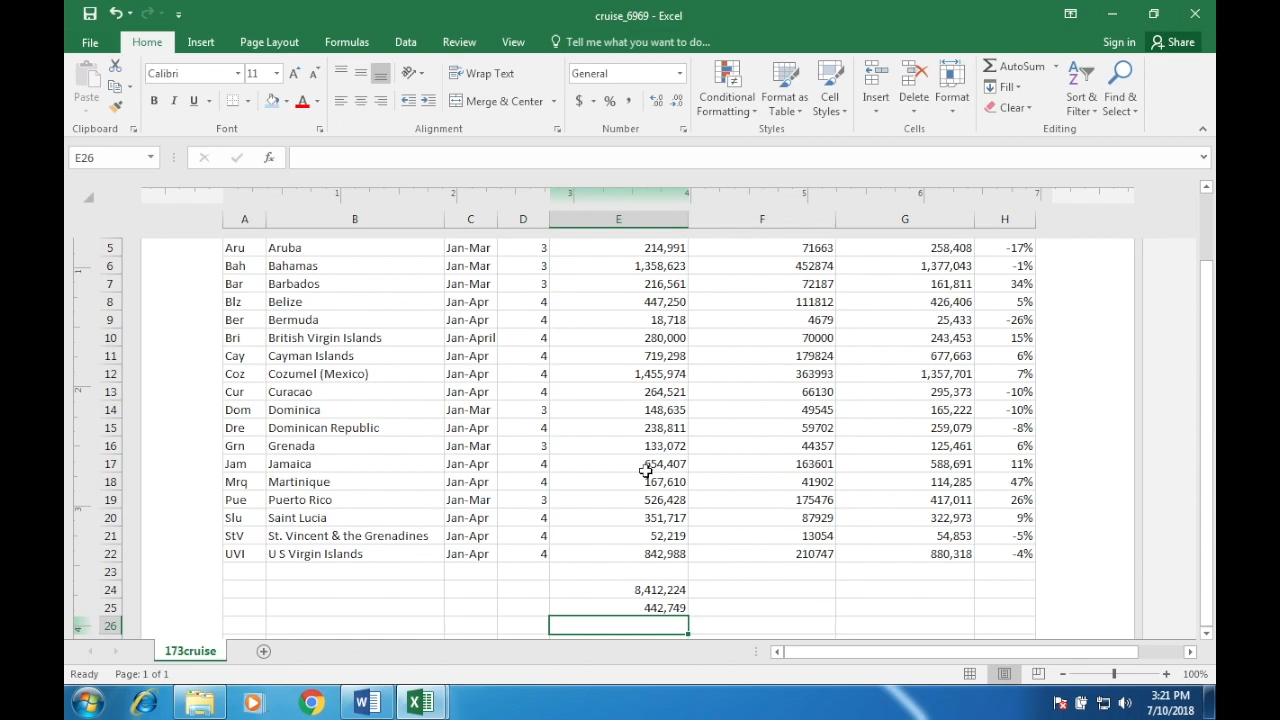 cruise_6969 - Excel
File Home Insert Page Layout Formulas Data Review View Tell me what you want to do... Sign in Share
Paste Calibri 11 A A Wrap Text General Conditional Formatting Format as Table Cell Styles Insert Delete Format AutoSum Fill Clear Sort & Filter Find & Select
B I U A Merge & Center $ % ,
Clipboard Font Alignment Number Styles Cells Editing
E26 fx
1 2 3 4 5 6 7
A B C D E F G H
5 Aru Aruba Jan-Mar 3 214,991 71663 258,408 -17%
6 Bah Bahamas Jan-Mar 3 1,358,623 452874 1,377,043 -1%
7 Bar Barbados Jan-Mar 3 216,561 72187 161,811 34%
8 Blz Belize Jan-Apr 4 447,250 111812 426,406 5%
9 Ber Bermuda Jan-Apr 4 18,718 4679 25,433 -26%
10 Bri British Virgin Islands Jan-April 4 280,000 70000 243,453 15%
11 Cay Cayman Islands Jan-Apr 4 719,298 179824 677,663 6%
12 Coz Cozumel (Mexico) Jan-Apr 4 1,455,974 363993 1,357,701 7%
13 Cur Curacao Jan-Apr 4 264,521 66130 295,373 -10%
14 Dom Dominica Jan-Mar 3 148,635 49545 165,222 -10%
15 Dre Dominican Republic Jan-Apr 4 238,811 59702 259,079 -8%
16 Grn Grenada Jan-Mar 3 133,072 44357 125,461 6%
17 Jam Jamaica Jan-Apr 4 654,407 163601 588,691 11%
18 Mrq Martinique Jan-Apr 4 167,610 41902 114,285 47%
19 Pue Puerto Rico Jan-Mar 3 526,428 175476 417,011 26%
20 Slu Saint Lucia Jan-Apr 4 351,717 87929 322,973 9%
21 StV St. Vincent & the Grenadines Jan-Apr 4 52,219 13054 54,853 -5%
22 UVI U S Virgin Islands Jan-Apr 4 842,988 210747 880,318 -4%
23
24 8,412,224
25 442,749
26
173cruise
Ready Page: 1 of 1 100%
3:21 PM
7/10/2018